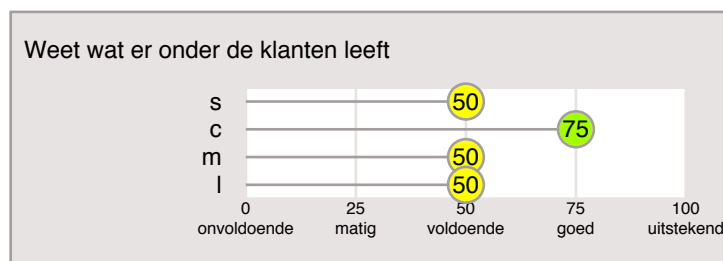 Weet wat er onder de klanten leeft
s 50
c 75
m 50
l 50
0 25 50 75 100
onvoldoende matig voldoende goed uitstekend